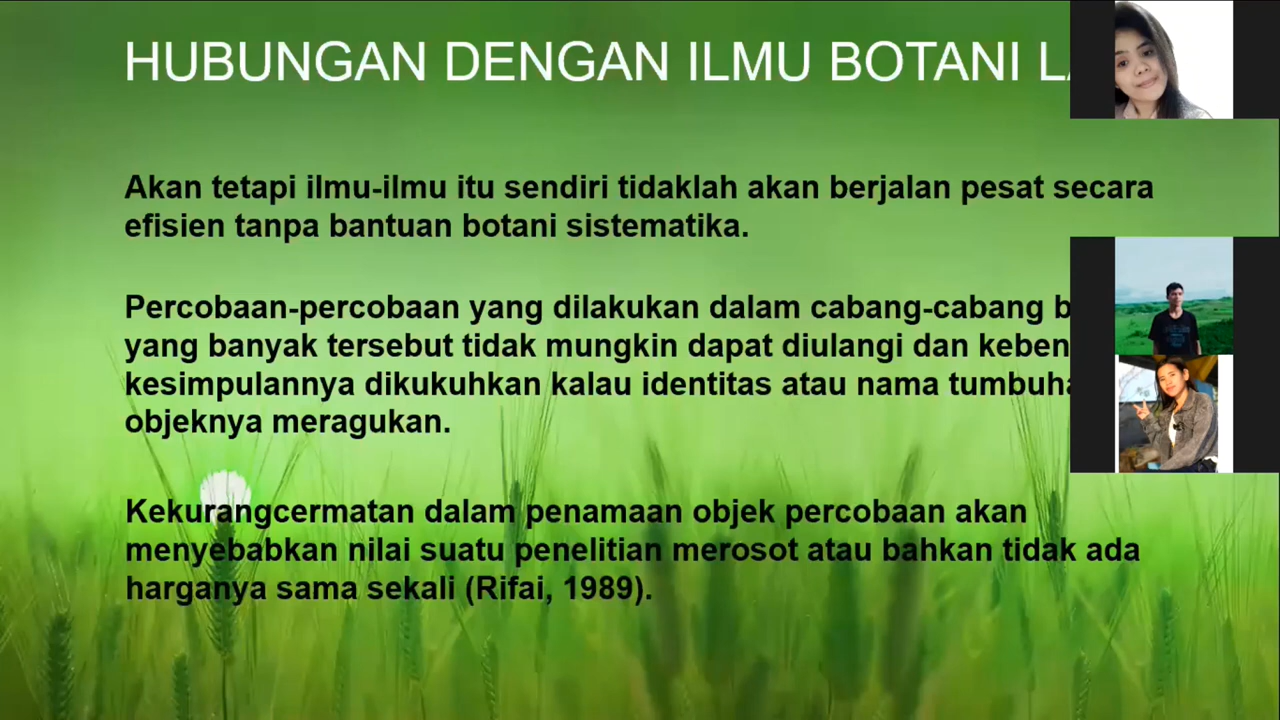 HUBUNGAN DENGAN ILMU BOTANI
Akan tetapi ilmu-ilmu itu sendiri tidaklah akan berjalan pesat secara
efisien tanpa bantuan botani sistematika.
Percobaan-percobaan yang dilakukan dalam cabang-cabang
yang banyak tersebut tidak mungkin dapat diulangi dan
kesimpulannya dikukuhkan kalau identitas atau nama
objeknya meragukan.
Kekurangcermatan dalam penamaan objek percobaan akan
menyebabkan nilai suatu penelitian merosot atau bahkan tidak ada
harganya sama sekali (Rifai, 1989).